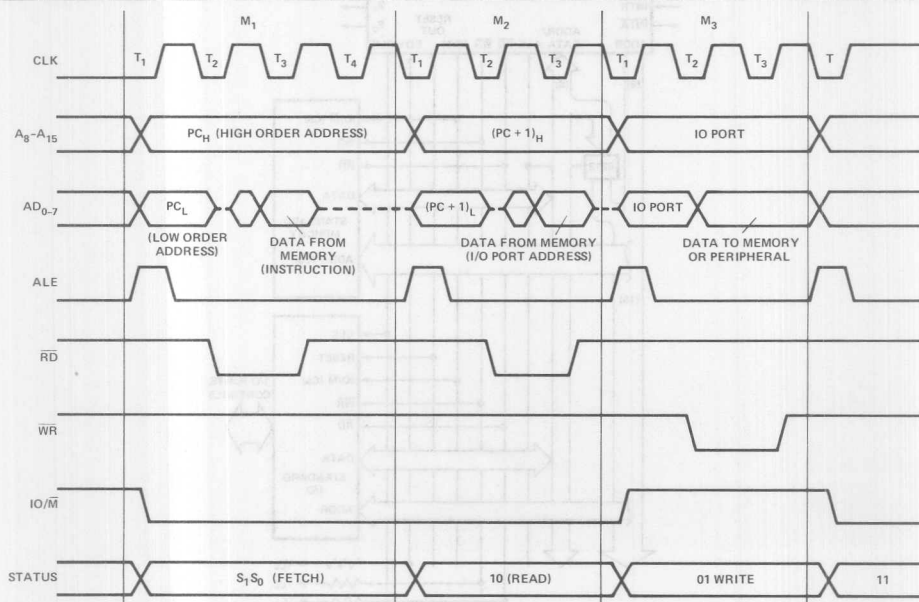 M1 M2 M3
CLK T1 T2 T3 T4 T1 T2 T3 T1 T2 T3 T
A8–A15 PCH (HIGH ORDER ADDRESS) (PC + 1)H IO PORT
AD0-7 PCL (PC + 1)L IO PORT
(LOW ORDER ADDRESS)
DATA FROM MEMORY (INSTRUCTION)
DATA FROM MEMORY (I/O PORT ADDRESS)
DATA TO MEMORY OR PERIPHERAL
ALE
R̅D̅
W̅R̅
IO/M̅
STATUS S1S0 (FETCH) 10 (READ) 01 WRITE 11